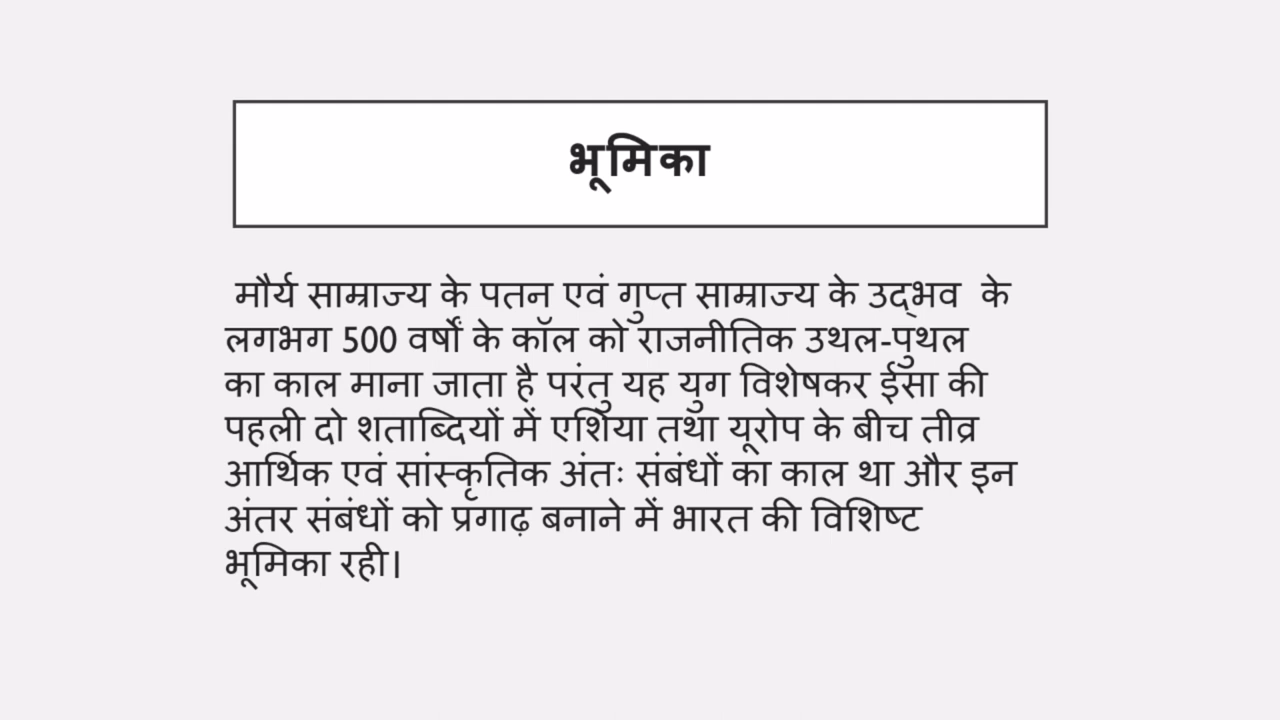 भूमिका
मौर्य साम्राज्य के पतन एवं गुप्त साम्राज्य के उद्भव के
लगभग 500 वर्षों के कॉल को राजनीतिक उथल-पुथल
का काल माना जाता है परंतु यह युग विशेषकर ईसा की
पहली दो शताब्दियों में एशिया तथा यूरोप के बीच तीव्र
आर्थिक एवं सांस्कृतिक अंतः संबंधों का काल था और इन
अंतर संबंधों को प्रगाढ़ बनाने में भारत की विशिष्ट
भूमिका रही।